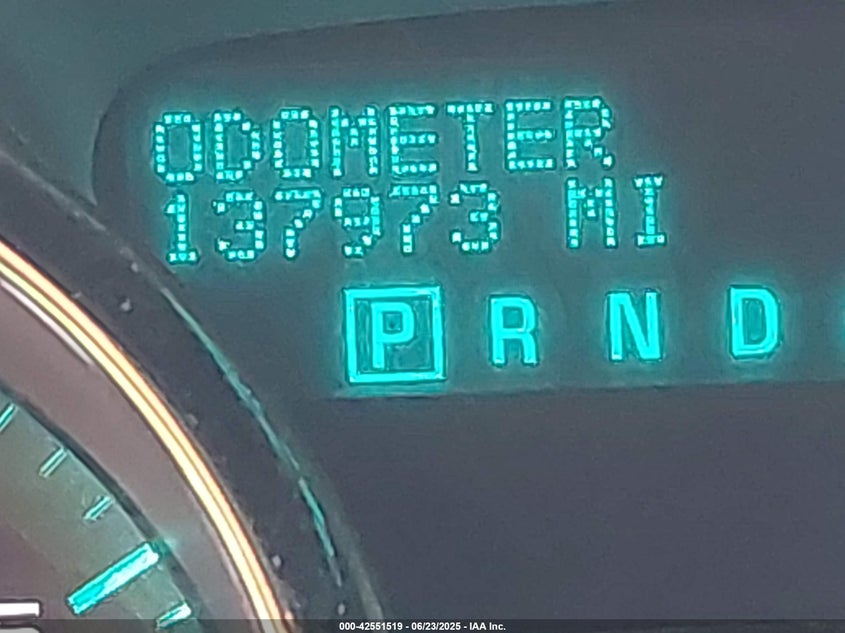 ODOMETER
137973 MI
P R N D
000-42551519 - 06/23/2025 - IAA Inc.